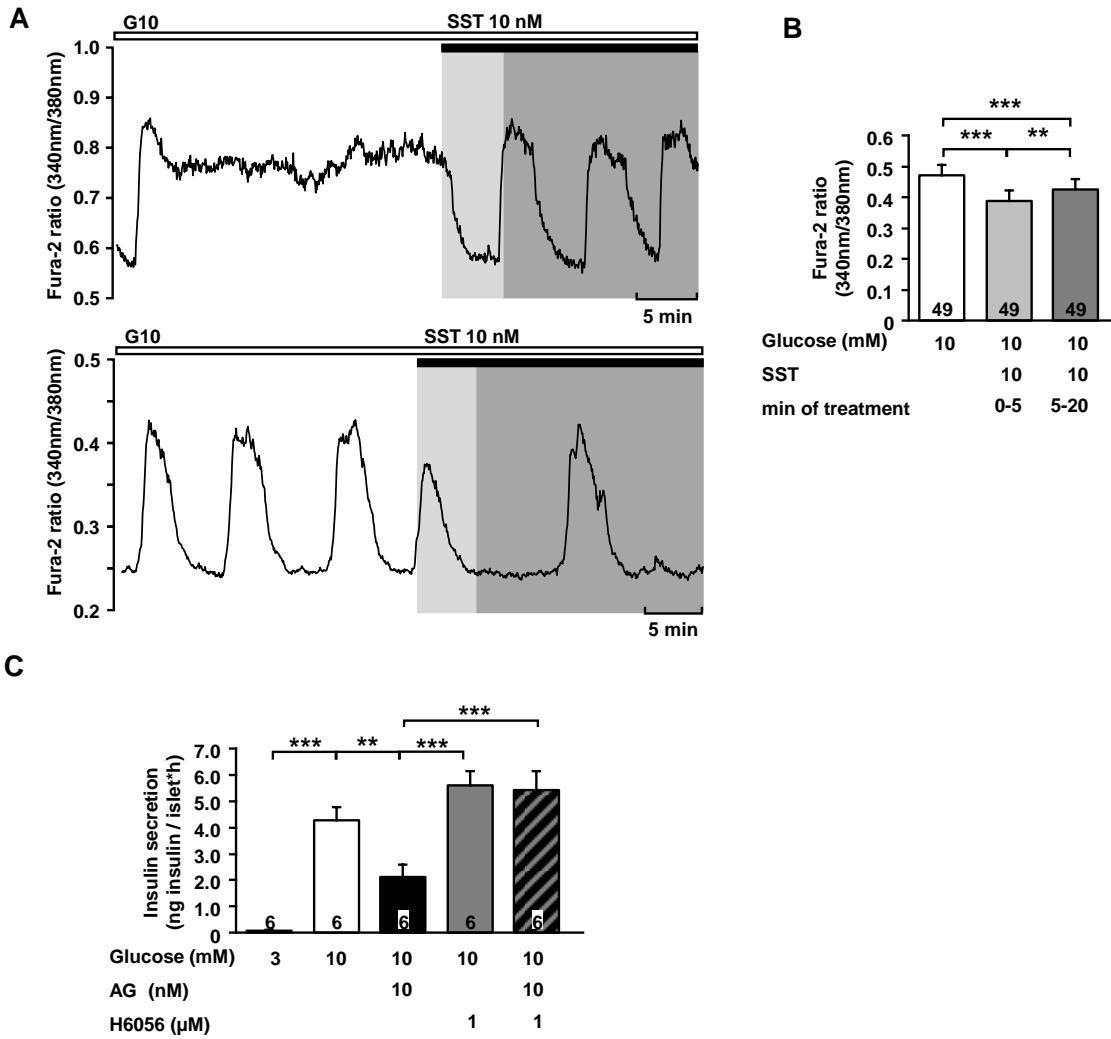 A
G10 SST 10 nM
1.0
0.9
0.8
0.7
0.6
0.5
Fura-2 ratio (340nm/380nm)
5 min
G10 SST 10 nM
0.5
0.4
0.3
0.2
Fura-2 ratio (340nm/380nm)
5 min
B
***
*** **
0.6
0.5
0.4
0.3
0.2
0.1
0
Fura-2 ratio
(340nm/380nm)
49 49 49
Glucose (mM) 10 10 10
SST 10 10
min of treatment 0-5 5-20
C
***
*** ** ***
7.0
6.0
5.0
4.0
3.0
2.0
1.0
0
Insulin secretion
(ng insulin / islet*h)
6 6 6 6 6
Glucose (mM) 3 10 10 10 10
AG (nM) 10 10
H6056 (µM) 1 1